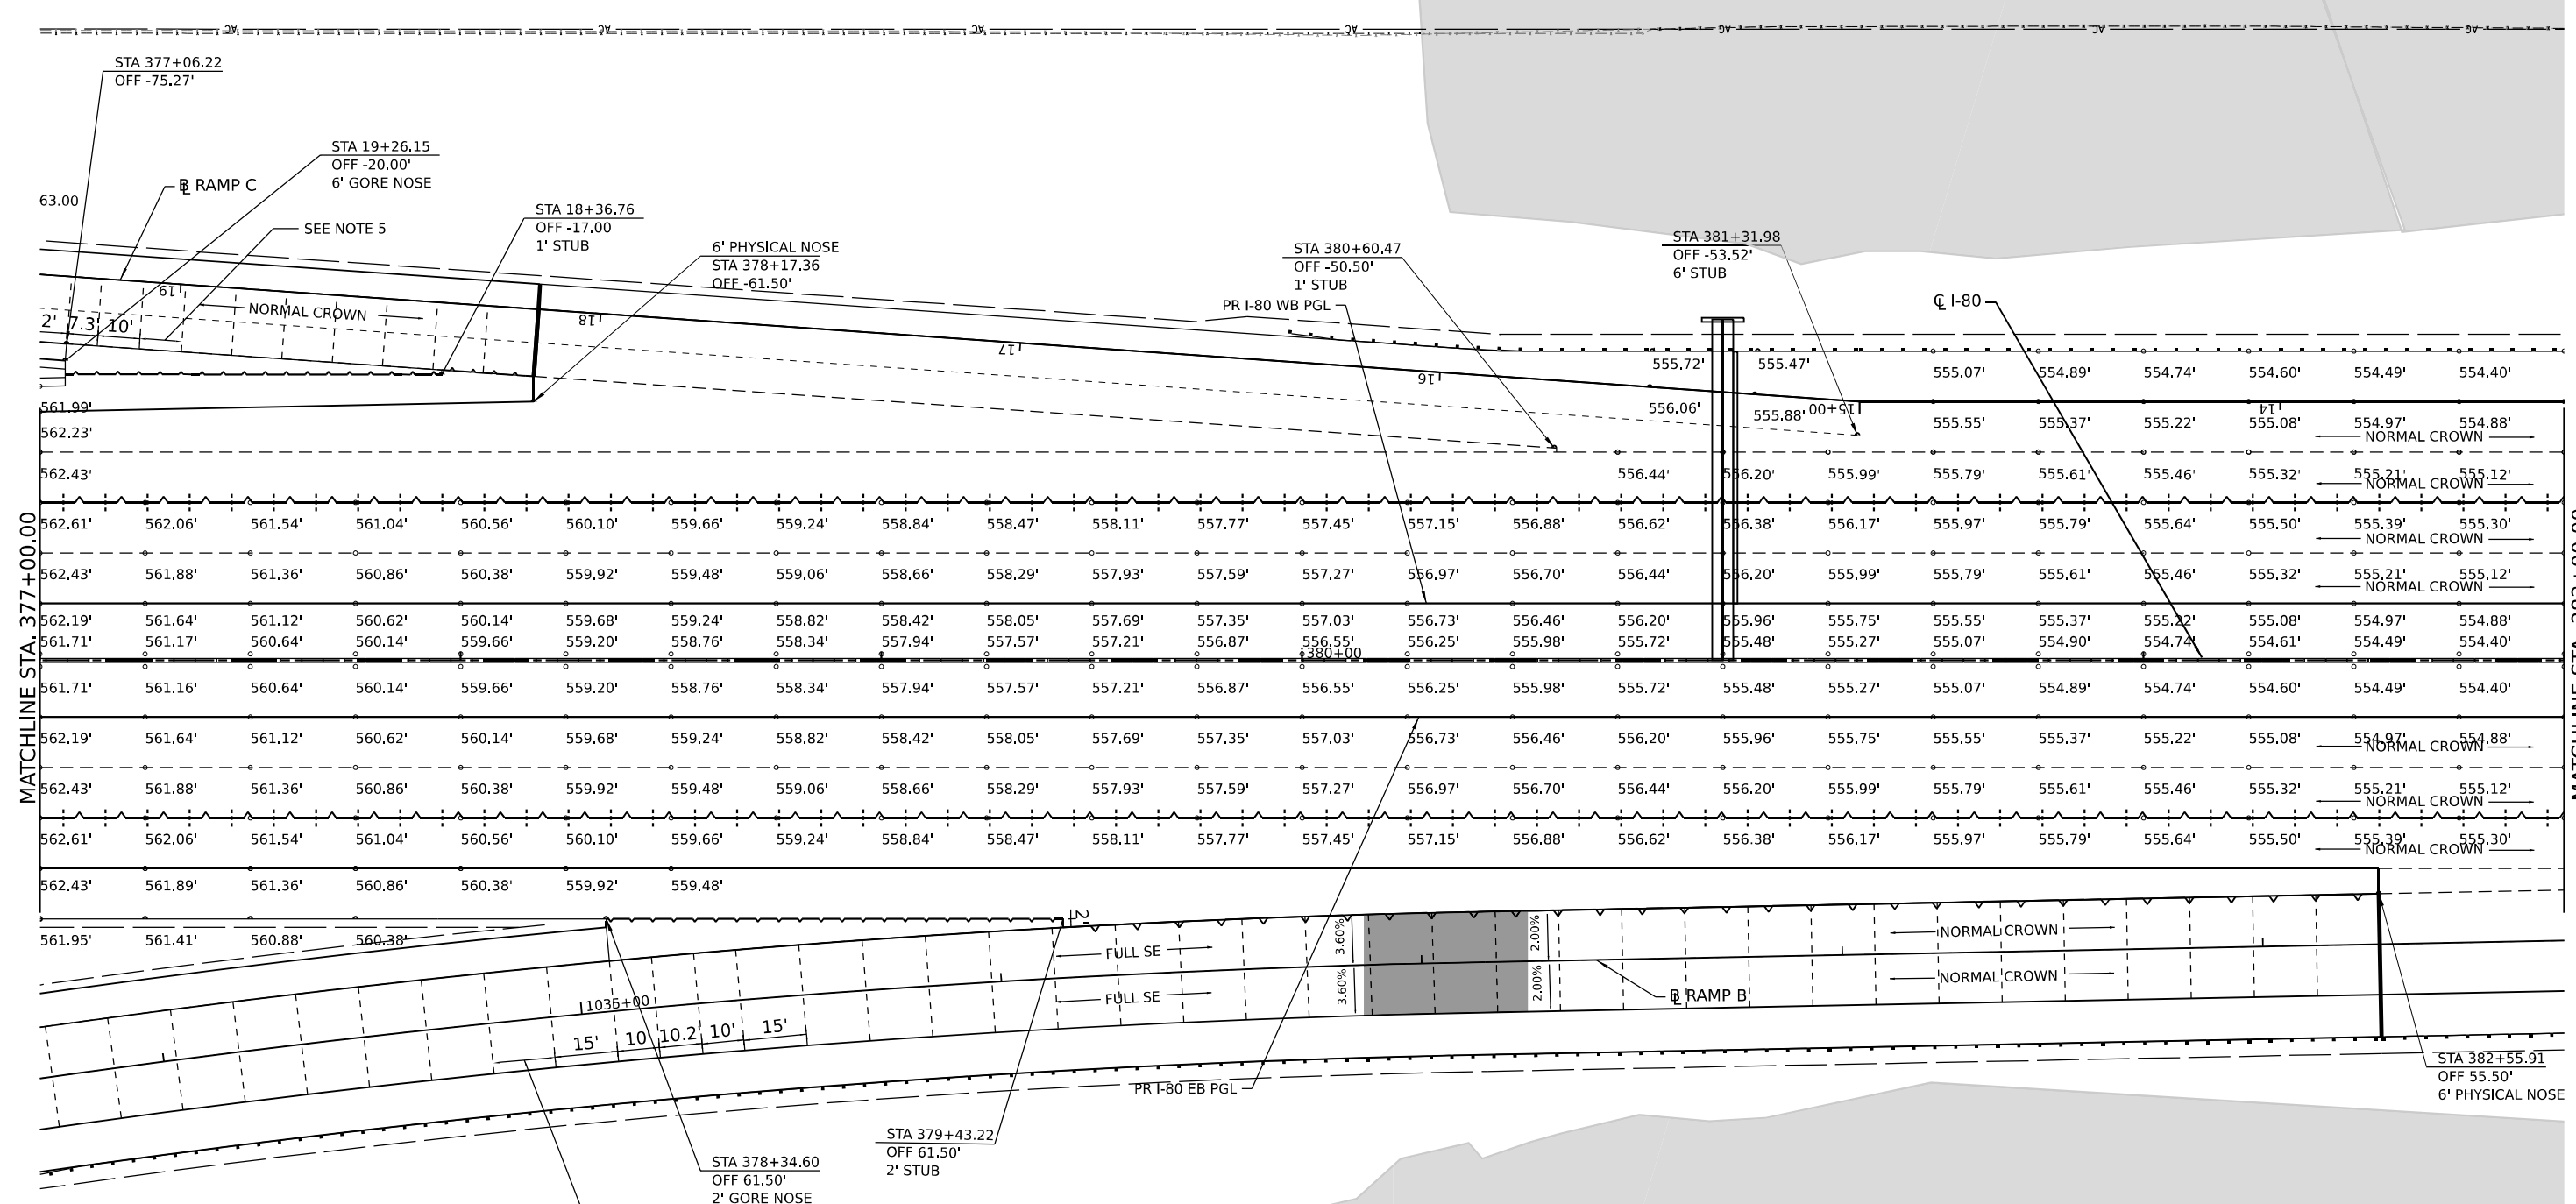 AC AC AC AC AC AC AC
STA 377+06.22
OFF -75.27'
STA 19+26.15
OFF -20.00'
6' GORE NOSE
℄ RAMP C
63.00
SEE NOTE 5
STA 18+36.76
OFF -17.00
1' STUB
6' PHYSICAL NOSE
STA 378+17.36
OFF -61.50'
STA 380+60.47
OFF -50.50'
1' STUB
PR I-80 WB PGL
STA 381+31.98
OFF -53.52'
6' STUB
℄ I-80
19
NORMAL CROWN
18
17
16
15+00
14
2' 7.3' 10'
555.72' 555.47' 555.07' 554.89' 554.74' 554.60' 554.49' 554.40'
561.99' 556.06' 555.88' 555.55' 555.37' 555.22' 555.08' 554.97' 554.88'
562.23'
NORMAL CROWN
562.43' 556.44' 556.20' 555.99' 555.79' 555.61' 555.46' 555.32' 555.21' 555.12'
NORMAL CROWN
562.61' 562.06' 561.54' 561.04' 560.56' 560.10' 559.66' 559.24' 558.84' 558.47' 558.11' 557.77' 557.45' 557.15' 556.88' 556.62' 556.38' 556.17' 555.97' 555.79' 555.64' 555.50' 555.39' 555.30'
NORMAL CROWN
562.43' 561.88' 561.36' 560.86' 560.38' 559.92' 559.48' 559.06' 558.66' 558.29' 557.93' 557.59' 557.27' 556.97' 556.70' 556.44' 556.20' 555.99' 555.79' 555.61' 555.46' 555.32' 555.21' 555.12'
NORMAL CROWN
562.19' 561.64' 561.12' 560.62' 560.14' 559.68' 559.24' 558.82' 558.42' 558.05' 557.69' 557.35' 557.03' 556.73' 556.46' 556.20' 555.96' 555.75' 555.55' 555.37' 555.22' 555.08' 554.97' 554.88'
561.71' 561.17' 560.64' 560.14' 559.66' 559.20' 558.76' 558.34' 557.94' 557.57' 557.21' 556.87' 556.55' 556.25' 555.98' 555.72' 555.48' 555.27' 555.07' 554.90' 554.74' 554.61' 554.49' 554.40'
380+00
561.71' 561.16' 560.64' 560.14' 559.66' 559.20' 558.76' 558.34' 557.94' 557.57' 557.21' 556.87' 556.55' 556.25' 555.98' 555.72' 555.48' 555.27' 555.07' 554.89' 554.74' 554.60' 554.49' 554.40'
562.19' 561.64' 561.12' 560.62' 560.14' 559.68' 559.24' 558.82' 558.42' 558.05' 557.69' 557.35' 557.03' 556.73' 556.46' 556.20' 555.96' 555.75' 555.55' 555.37' 555.22' 555.08' 554.97' 554.88'
NORMAL CROWN
562.43' 561.88' 561.36' 560.86' 560.38' 559.92' 559.48' 559.06' 558.66' 558.29' 557.93' 557.59' 557.27' 556.97' 556.70' 556.44' 556.20' 555.99' 555.79' 555.61' 555.46' 555.32' 555.21' 555.12'
NORMAL CROWN
562.61' 562.06' 561.54' 561.04' 560.56' 560.10' 559.66' 559.24' 558.84' 558.47' 558.11' 557.77' 557.45' 557.15' 556.88' 556.62' 556.38' 556.17' 555.97' 555.79' 555.64' 555.50' 555.39' 555.30'
NORMAL CROWN
562.43' 561.89' 561.36' 560.86' 560.38' 559.92' 559.48'
561.95' 561.41' 560.88' 560.38'
MATCHLINE STA. 377+00.00
2'
FULL SE
FULL SE
3.60%
3.60%
2.00%
2.00%
NORMAL CROWN
NORMAL CROWN
℄ RAMP B
1035+00
15' 10' 10.2' 10' 15'
PR I-80 EB PGL
STA 382+55.91
OFF 55.50'
6' PHYSICAL NOSE
STA 379+43.22
OFF 61.50'
2' STUB
STA 378+34.60
OFF 61.50'
2' GORE NOSE